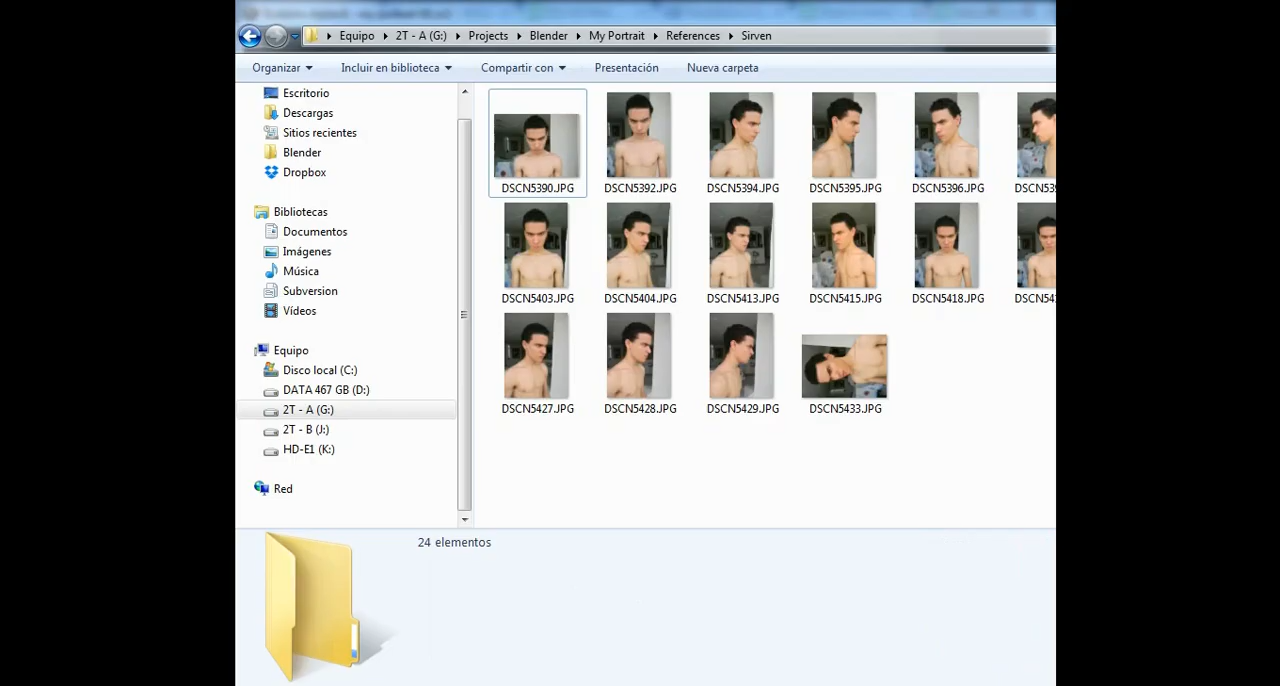 Equipo 2T - A (G:) Projects Blender My Portrait References Sirven
Organizar Incluir en biblioteca Compartir con Presentación Nueva carpeta
Escritorio
Descargas
Sitios recientes
Blender
Dropbox
Bibliotecas
Documentos
Imágenes
Música
Subversion
Vídeos
Equipo
Disco local (C:)
DATA 467 GB (D:)
2T - A (G:)
2T - B (J:)
HD-E1 (K:)
Red
DSCN5390.JPG DSCN5392.JPG DSCN5394.JPG DSCN5395.JPG DSCN5396.JPG
DSCN5403.JPG DSCN5404.JPG DSCN5413.JPG DSCN5415.JPG DSCN5418.JPG
DSCN5427.JPG DSCN5428.JPG DSCN5429.JPG DSCN5433.JPG
24 elementos